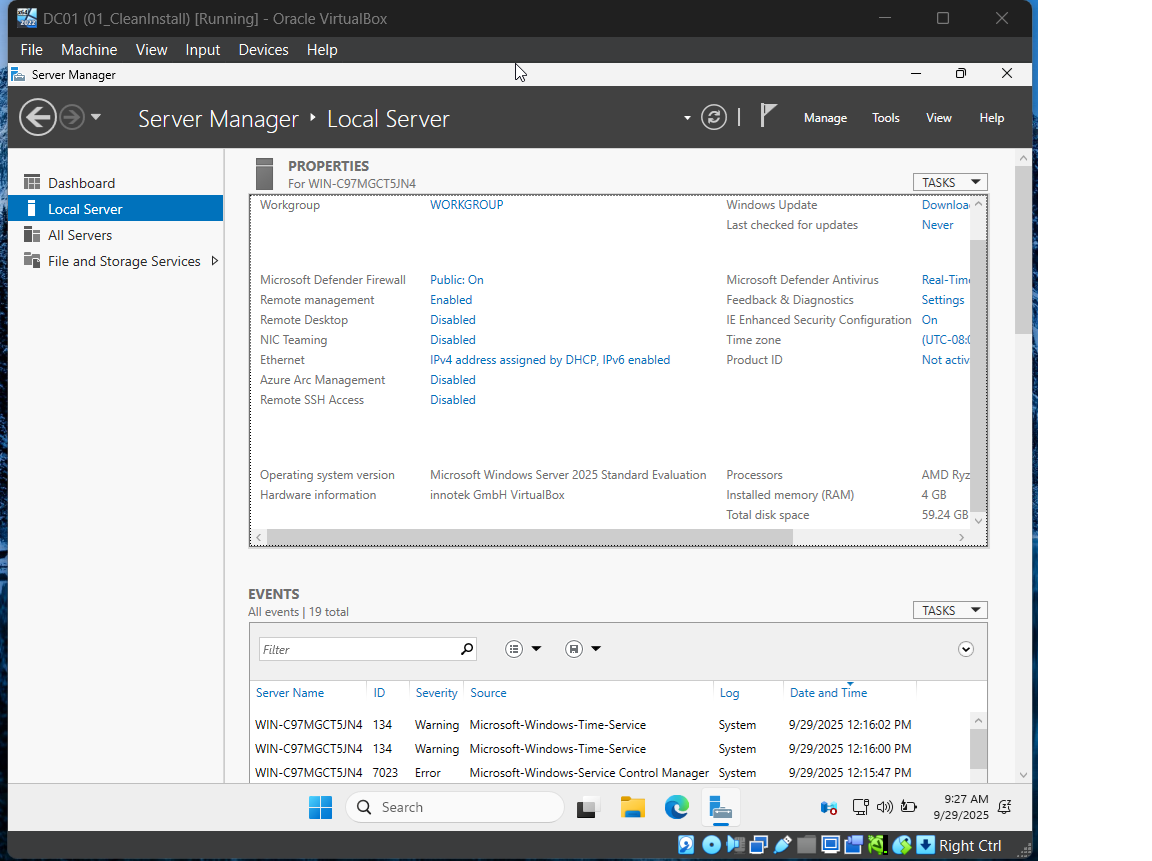 DC01 (01_CleanInstall) [Running] - Oracle VirtualBox
File Machine View Input Devices Help
Server Manager
Server Manager Local Server
Manage Tools View Help
Dashboard
Local Server
All Servers
File and Storage Services
PROPERTIES
For WIN-C97MGCT5JN4
TASKS
Workgroup WORKGROUP Windows Update Downloa
Last checked for updates Never
Microsoft Defender Firewall Public: On Microsoft Defender Antivirus Real-Time
Remote management Enabled Feedback & Diagnostics Settings
Remote Desktop Disabled IE Enhanced Security Configuration On
NIC Teaming Disabled Time zone (UTC-08:0
Ethernet IPv4 address assigned by DHCP, IPv6 enabled Product ID Not activ
Azure Arc Management Disabled
Remote SSH Access Disabled
Operating system version Microsoft Windows Server 2025 Standard Evaluation Processors AMD Ryz
Hardware information innotek GmbH VirtualBox Installed memory (RAM) 4 GB
Total disk space 59.24 GB
EVENTS
All events | 19 total
TASKS
Filter
Server Name ID Severity Source Log Date and Time
WIN-C97MGCT5JN4 134 Warning Microsoft-Windows-Time-Service System 9/29/2025 12:16:02 PM
WIN-C97MGCT5JN4 134 Warning Microsoft-Windows-Time-Service System 9/29/2025 12:16:00 PM
WIN-C97MGCT5JN4 7023 Error Microsoft-Windows-Service Control Manager System 9/29/2025 12:15:47 PM
Search
9:27 AM
9/29/2025
Right Ctrl